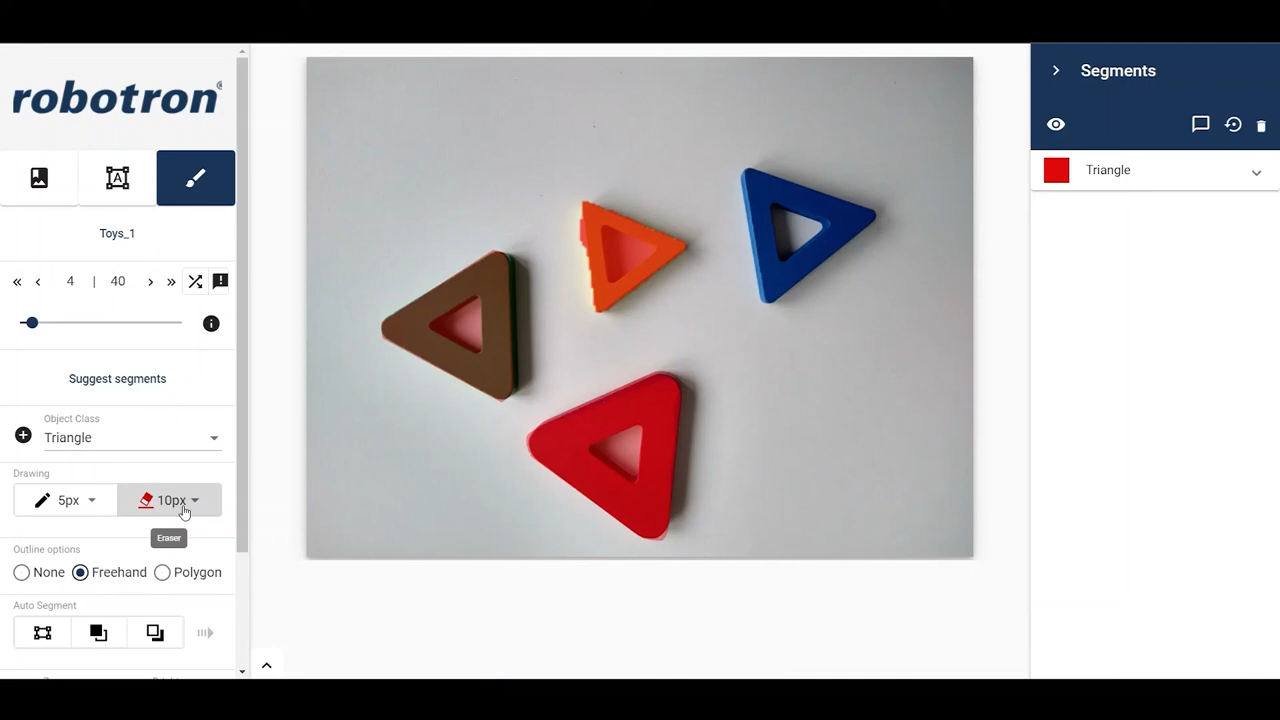 robotron®
A
Toys_1
« ‹ 4 | 40 › »
Suggest segments
Object Class
Triangle
Drawing
5px 10px
Eraser
Outline options
None Freehand Polygon
Auto Segment
Segments
Triangle